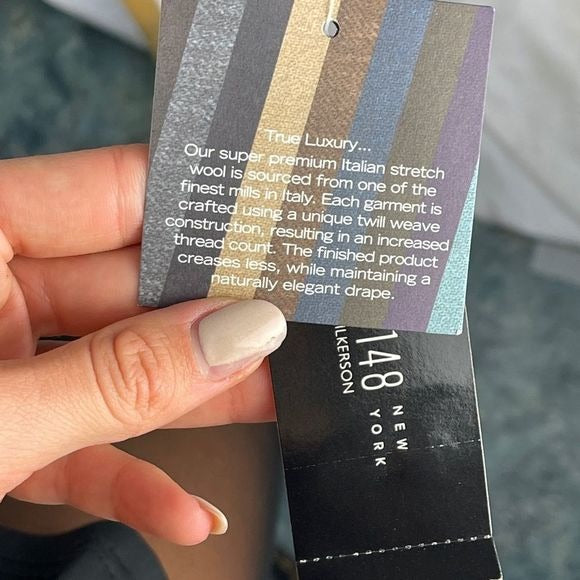 True Luxury...
Our super premium Italian stretch
wool is sourced from one of the
finest mills in Italy. Each garment is
crafted using a unique twill weave
construction, resulting in an increased
thread count. The finished product
creases less, while maintaining a
naturally elegant drape.
148
NEW
YORK